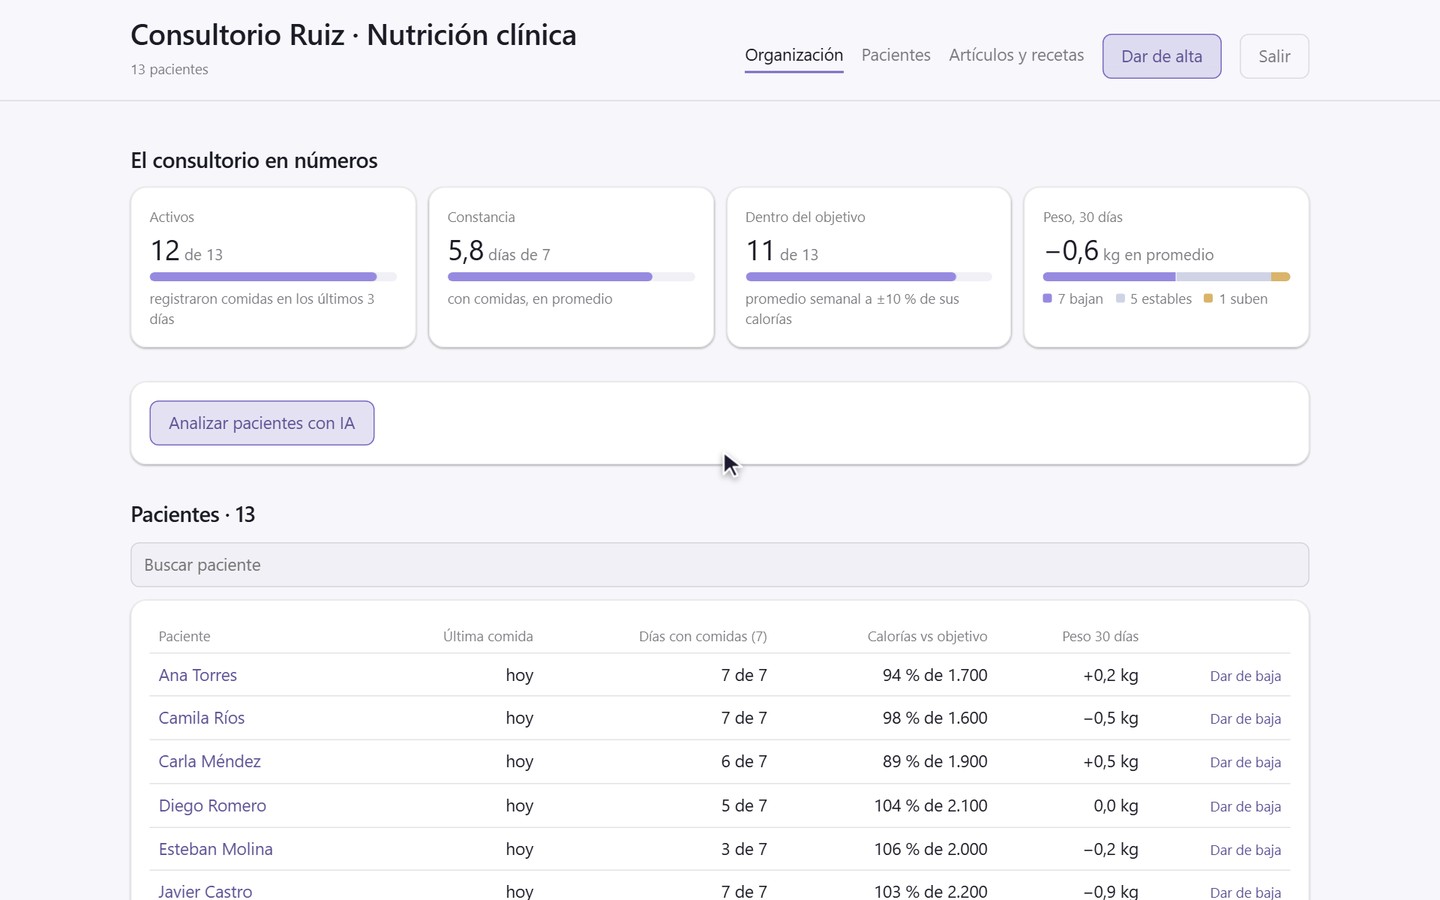 Consultorio Ruiz · Nutrición clínica
13 pacientes
Organización Pacientes Artículos y recetas Dar de alta Salir
El consultorio en números
Activos
12 de 13
registraron comidas en los últimos 3
días
Constancia
5,8 días de 7
con comidas, en promedio
Dentro del objetivo
11 de 13
promedio semanal a ±10 % de sus
calorías
Peso, 30 días
−0,6 kg en promedio
7 bajan 5 estables 1 suben
Analizar pacientes con IA
Pacientes · 13
Buscar paciente
Paciente Última comida Días con comidas (7) Calorías vs objetivo Peso 30 días
Ana Torres hoy 7 de 7 94 % de 1.700 +0,2 kg Dar de baja
Camila Ríos hoy 7 de 7 98 % de 1.600 −0,5 kg Dar de baja
Carla Méndez hoy 6 de 7 89 % de 1.900 +0,5 kg Dar de baja
Diego Romero hoy 5 de 7 104 % de 2.100 0,0 kg Dar de baja
Esteban Molina hoy 3 de 7 106 % de 2.000 −0,2 kg Dar de baja
Javier Castro hoy 7 de 7 103 % de 2.200 −0,9 kg Dar de baja